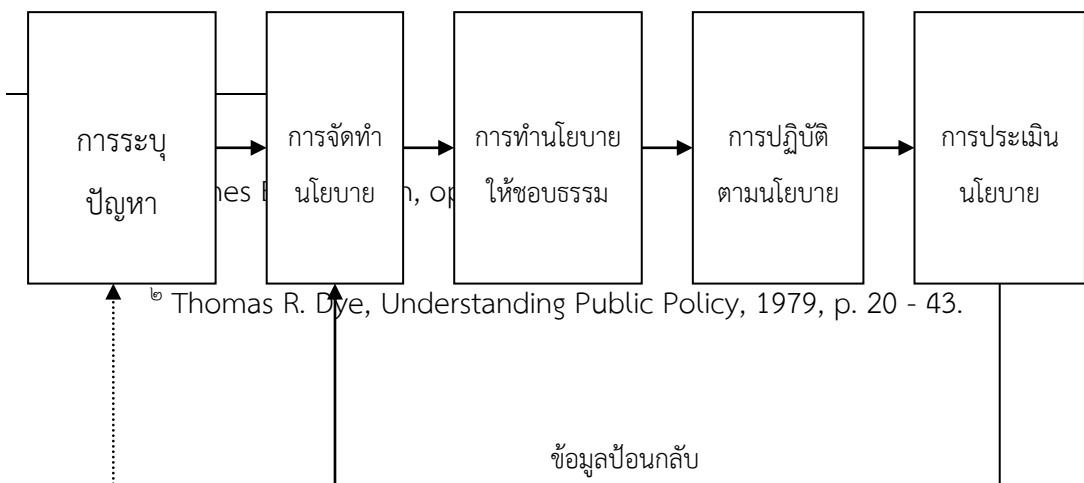 การระบุ
ปัญหา
การจัดทำ
นโยบาย
การทำนโยบาย
ให้ชอบธรรม
การปฏิบัติ
ตามนโยบาย
การประเมิน
นโยบาย
๒ Thomas R. Dye, Understanding Public Policy, 1979, p. 20 - 43.
ข้อมูลป้อนกลับ